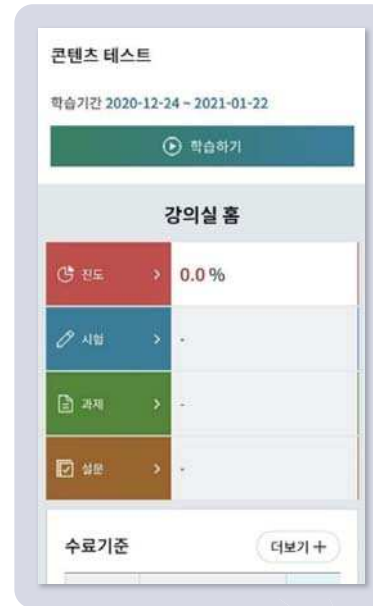 콘텐츠 테스트
학습기간 2020-12-24 ~ 2021-01-22
학습하기
강의실 홈
진도 > 0.0 %
시험 > -
과제 > -
설문 > -
수료기준 더보기 +